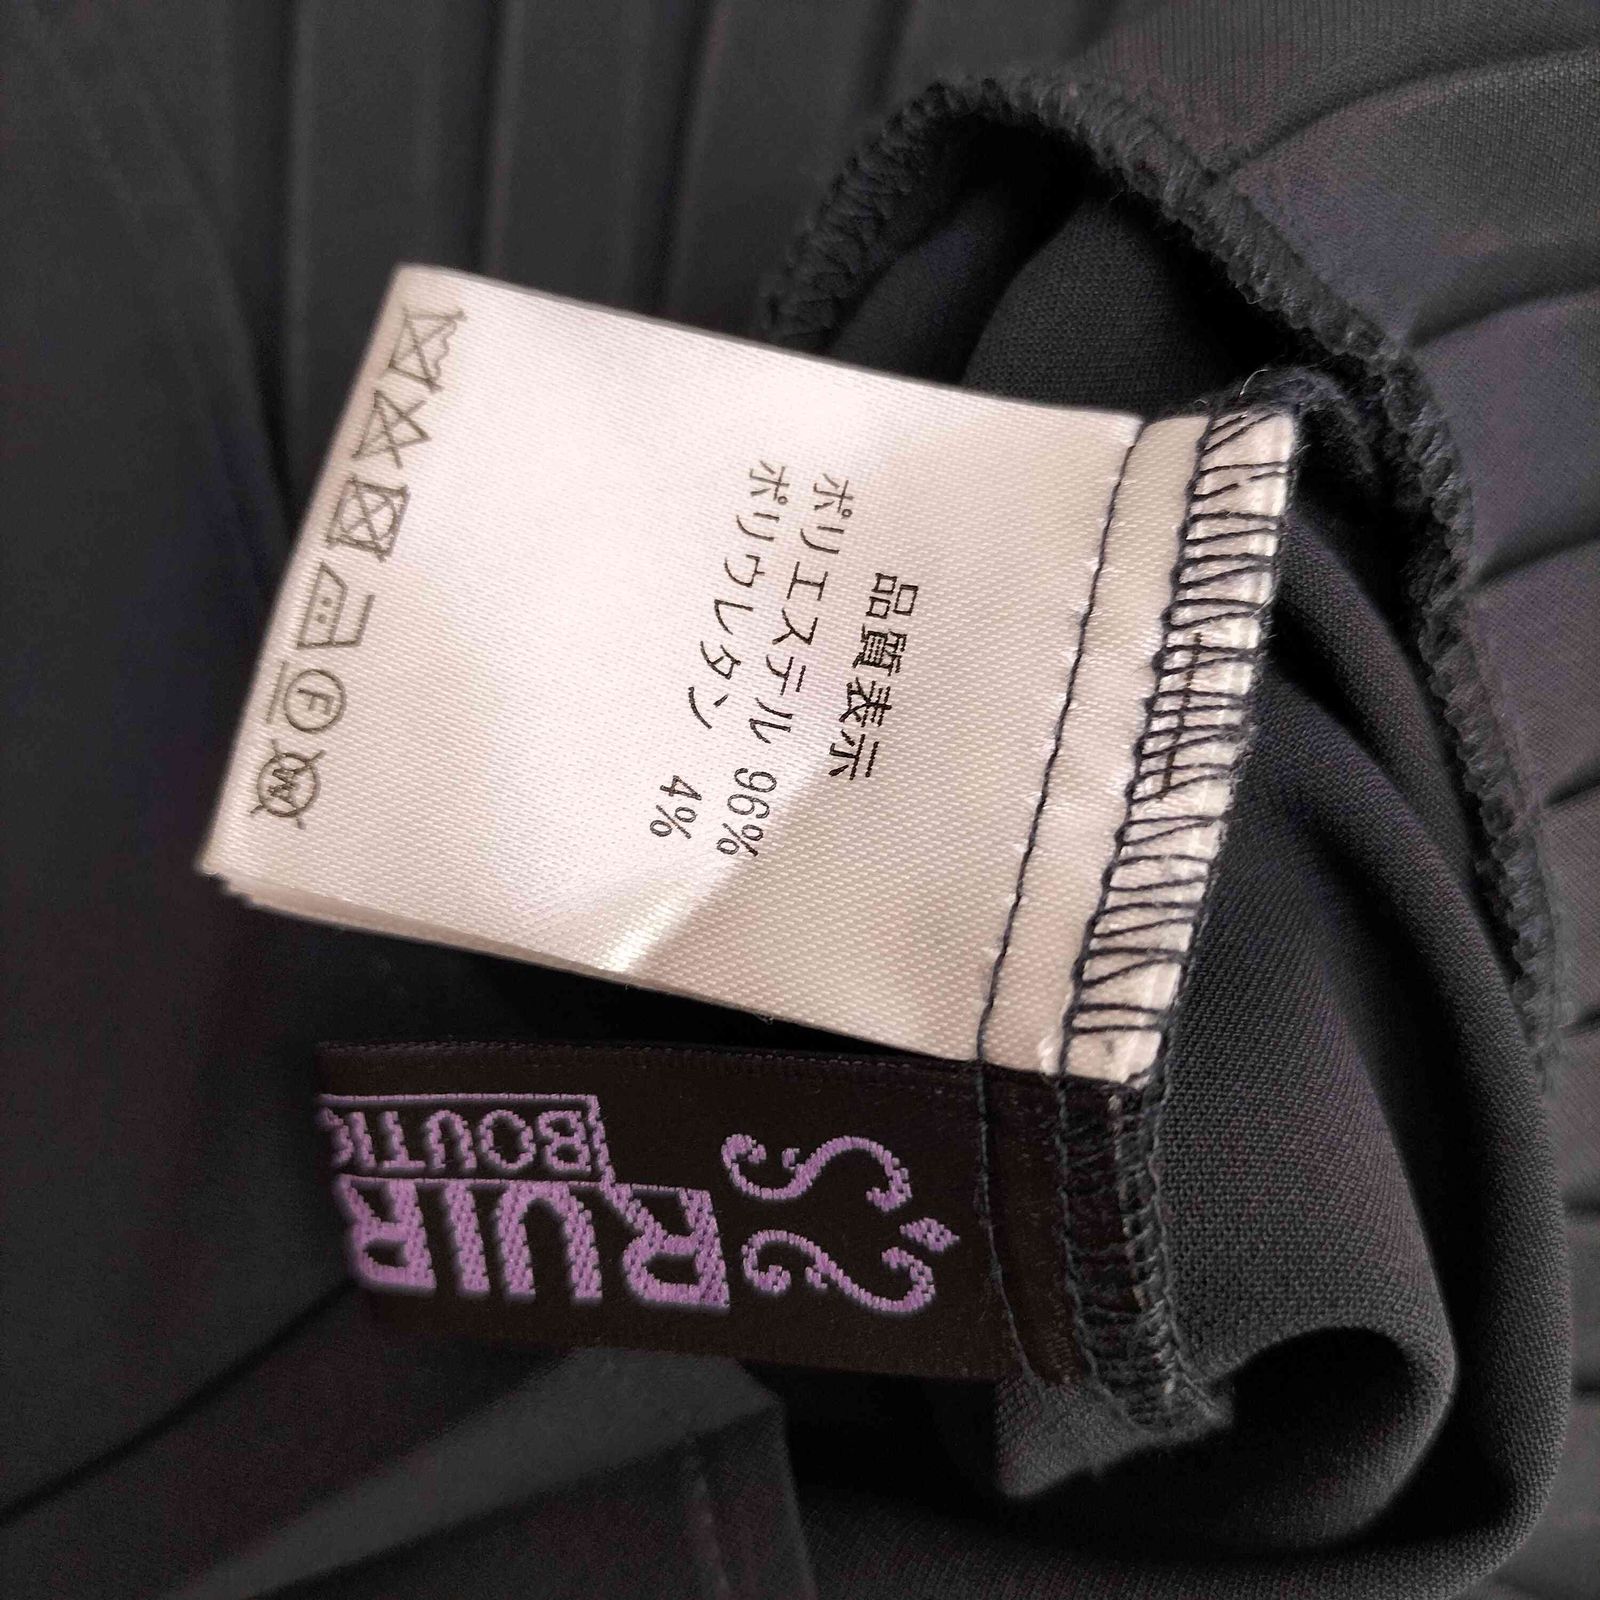 品質表示
ポリエステル 96%
ポリウレタン 4%
F
W
RUIR
BOUTI